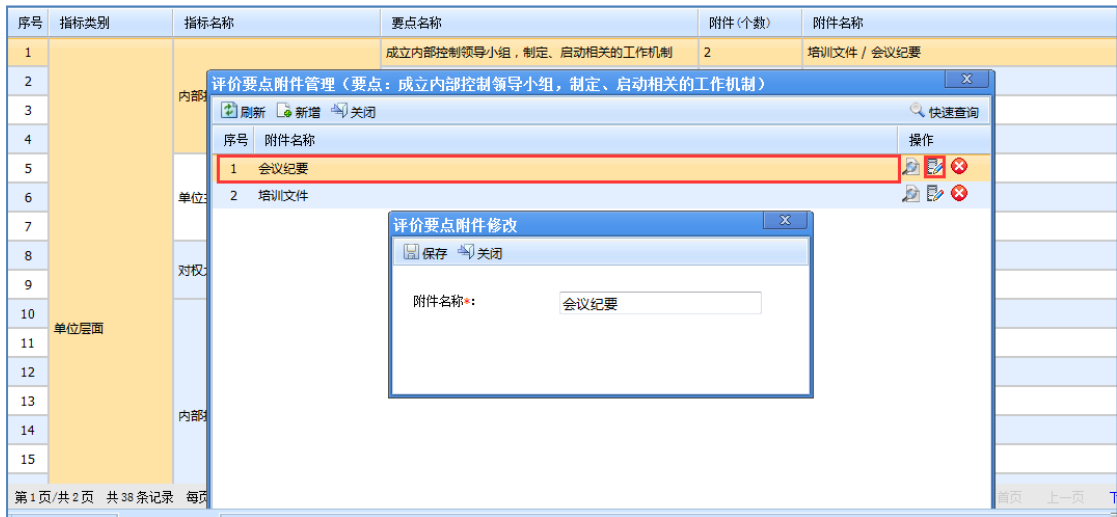 序号 指标类别 指标名称 要点名称 附件(个数) 附件名称
1 成立内部控制领导小组，制定、启动相关的工作机制 2 培训文件 / 会议纪要
2 评价要点附件管理（要点：成立内部控制领导小组，制定、启动相关的工作机制） X
内部
3 刷新 新增 关闭 快速查询
4 序号 附件名称 操作
5 1 会议纪要
6 单位 2 培训文件
7 评价要点附件修改 X
8 保存 关闭
对权
9
附件名称*: 会议纪要
10
单位层面
11
12
13
内部
14
15
第1页/共2页 共38条记录 每页 首页 上一页